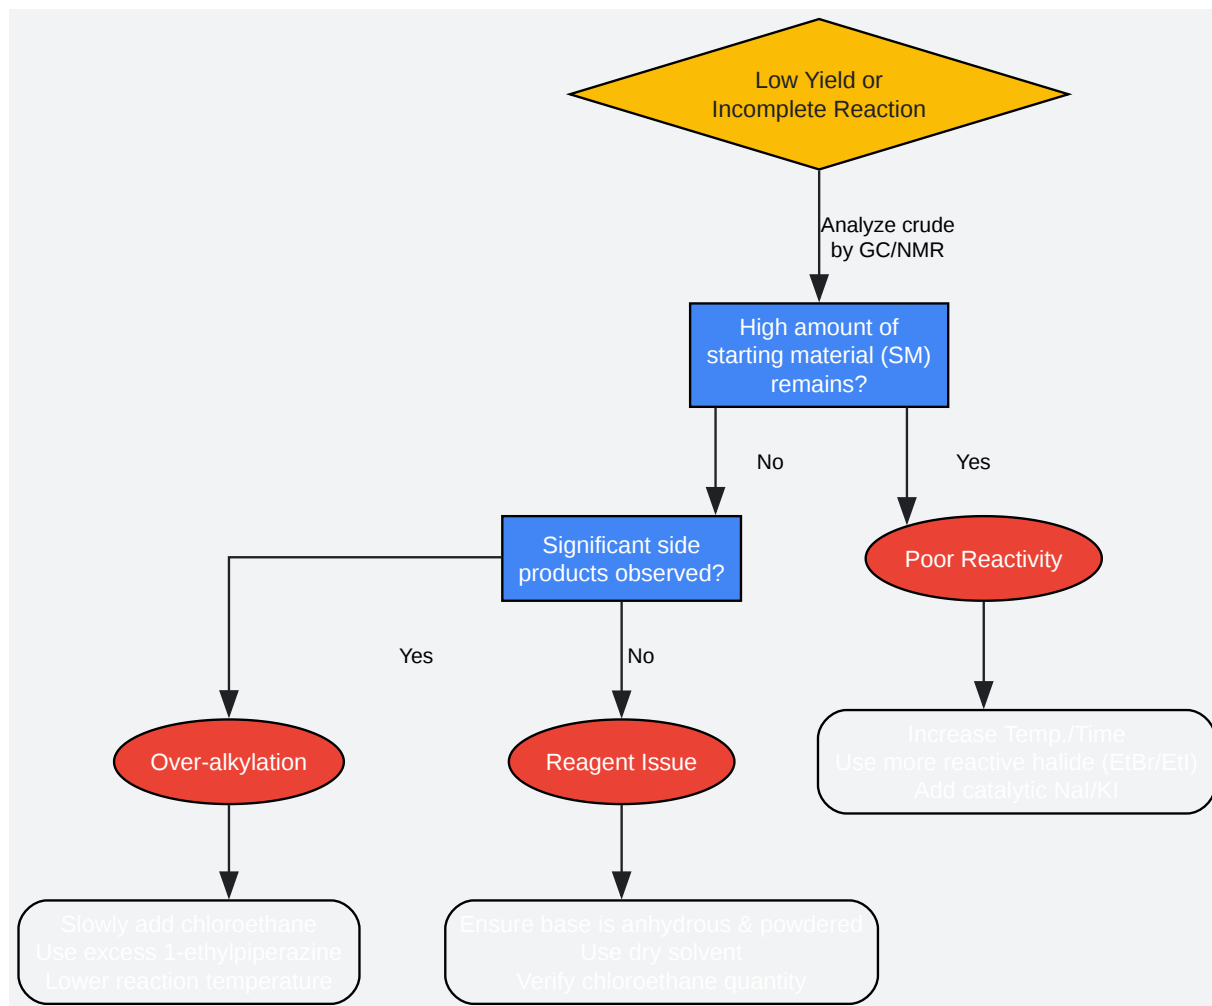 Low Yield or
Incomplete Reaction
Analyze crude
by GC/NMR
High amount of
starting material (SM)
remains?
No
Yes
Significant side
products observed?
Poor Reactivity
Yes
No
Increase Temp./Time
Use more reactive halide (EtBr/EtI)
Add catalytic NaI/KI
Over-alkylation
Reagent Issue
Slowly add chloroethane
Use excess 1-ethylpiperazine
Lower reaction temperature
Ensure base is anhydrous & powdered
Use dry solvent
Verify chloroethane quantity